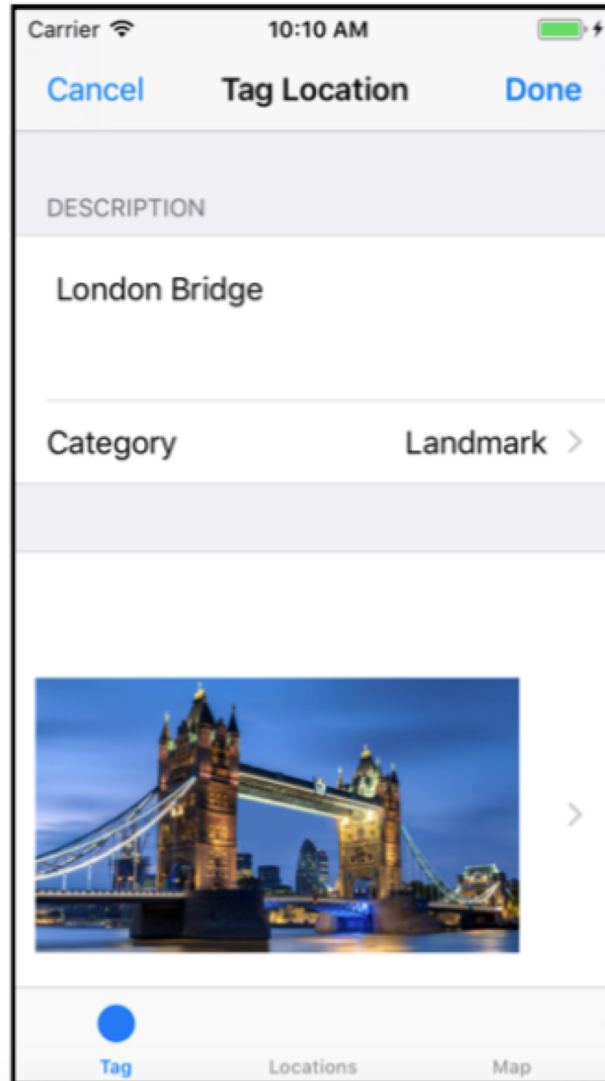 Carrier 10:10 AM
Cancel Tag Location Done
DESCRIPTION
London Bridge
Category Landmark
Tag Locations Map